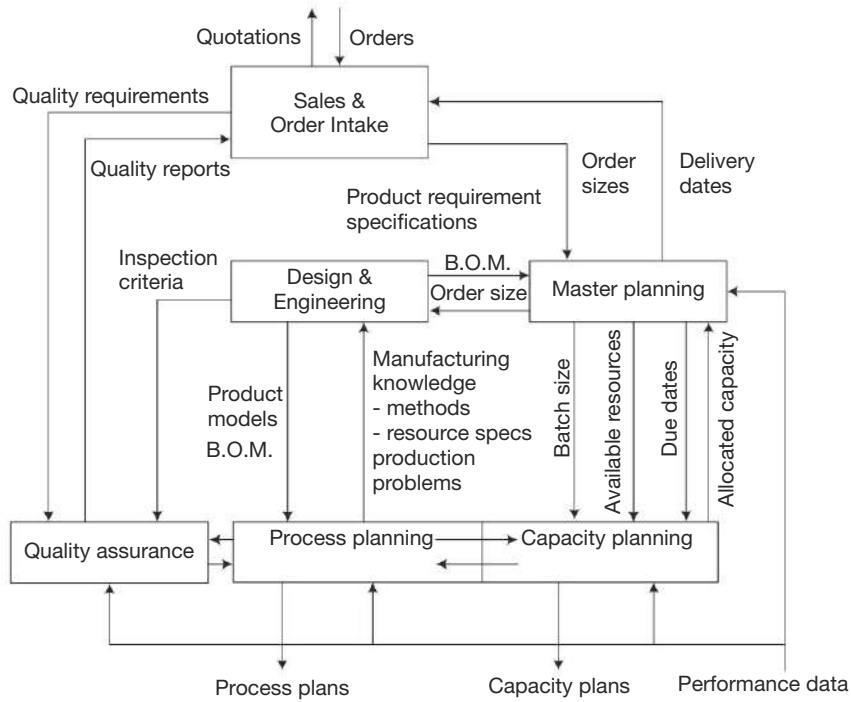 Quotations
Orders
Quality requirements
Sales &
Order Intake
Quality reports
Order
sizes
Delivery
dates
Product requirement
specifications
Inspection
criteria
Design &
Engineering
B.O.M.
Order size
Master planning
Product
models
B.O.M.
Manufacturing
knowledge
- methods
- resource specs
production
problems
Batch size
Available resources
Due dates
Allocated capacity
Quality assurance
Process planning
Capacity planning
Process plans
Capacity plans
Performance data